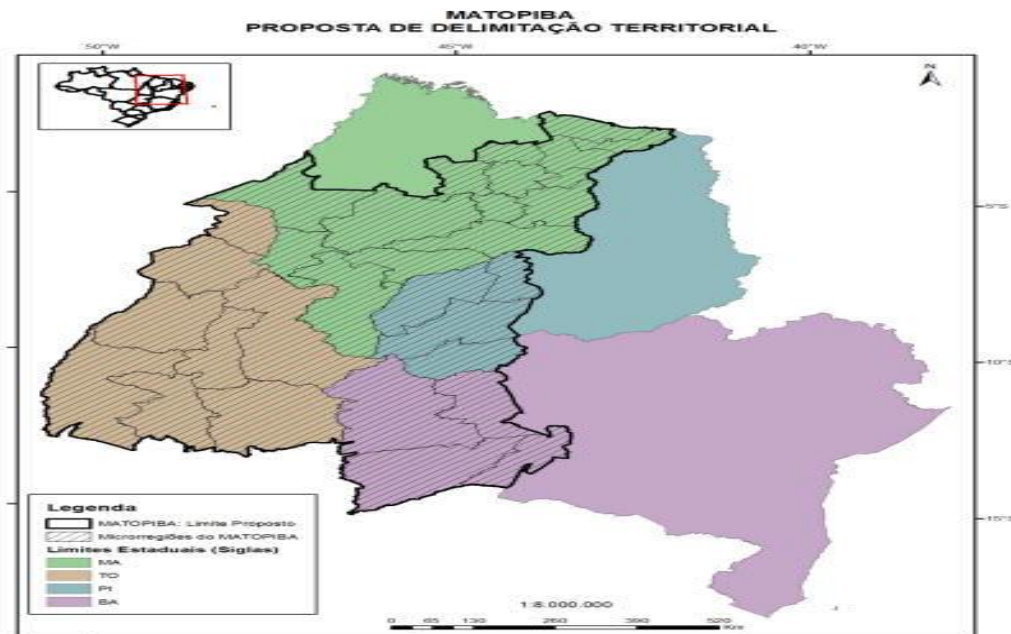 MATOPIBA
PROPOSTA DE DELIMITAÇÃO TERRITORIAL
50°W 45°W 40°W
N
5°S
10°S
15°S
Legenda
MATOPIBA: Limite Proposto
Microrregiões do MATOPIBA
Limites Estaduais (Siglas)
MA
TO
PI
BA
1:8.000.000
0 65 130 260 390 520
Km